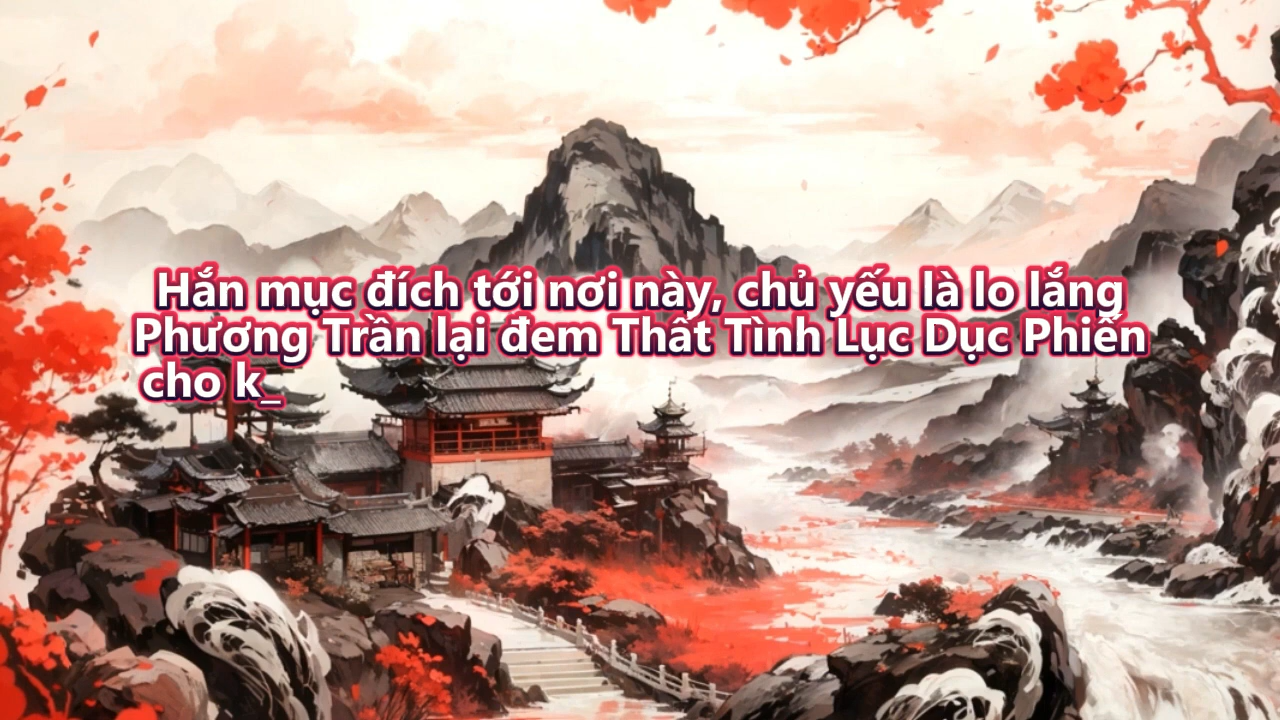 Hắn mục đích tới nơi này, chủ yếu là lo lắng
Phương Trần lại đem Thất Tình Lục Dục Phiến
cho k_